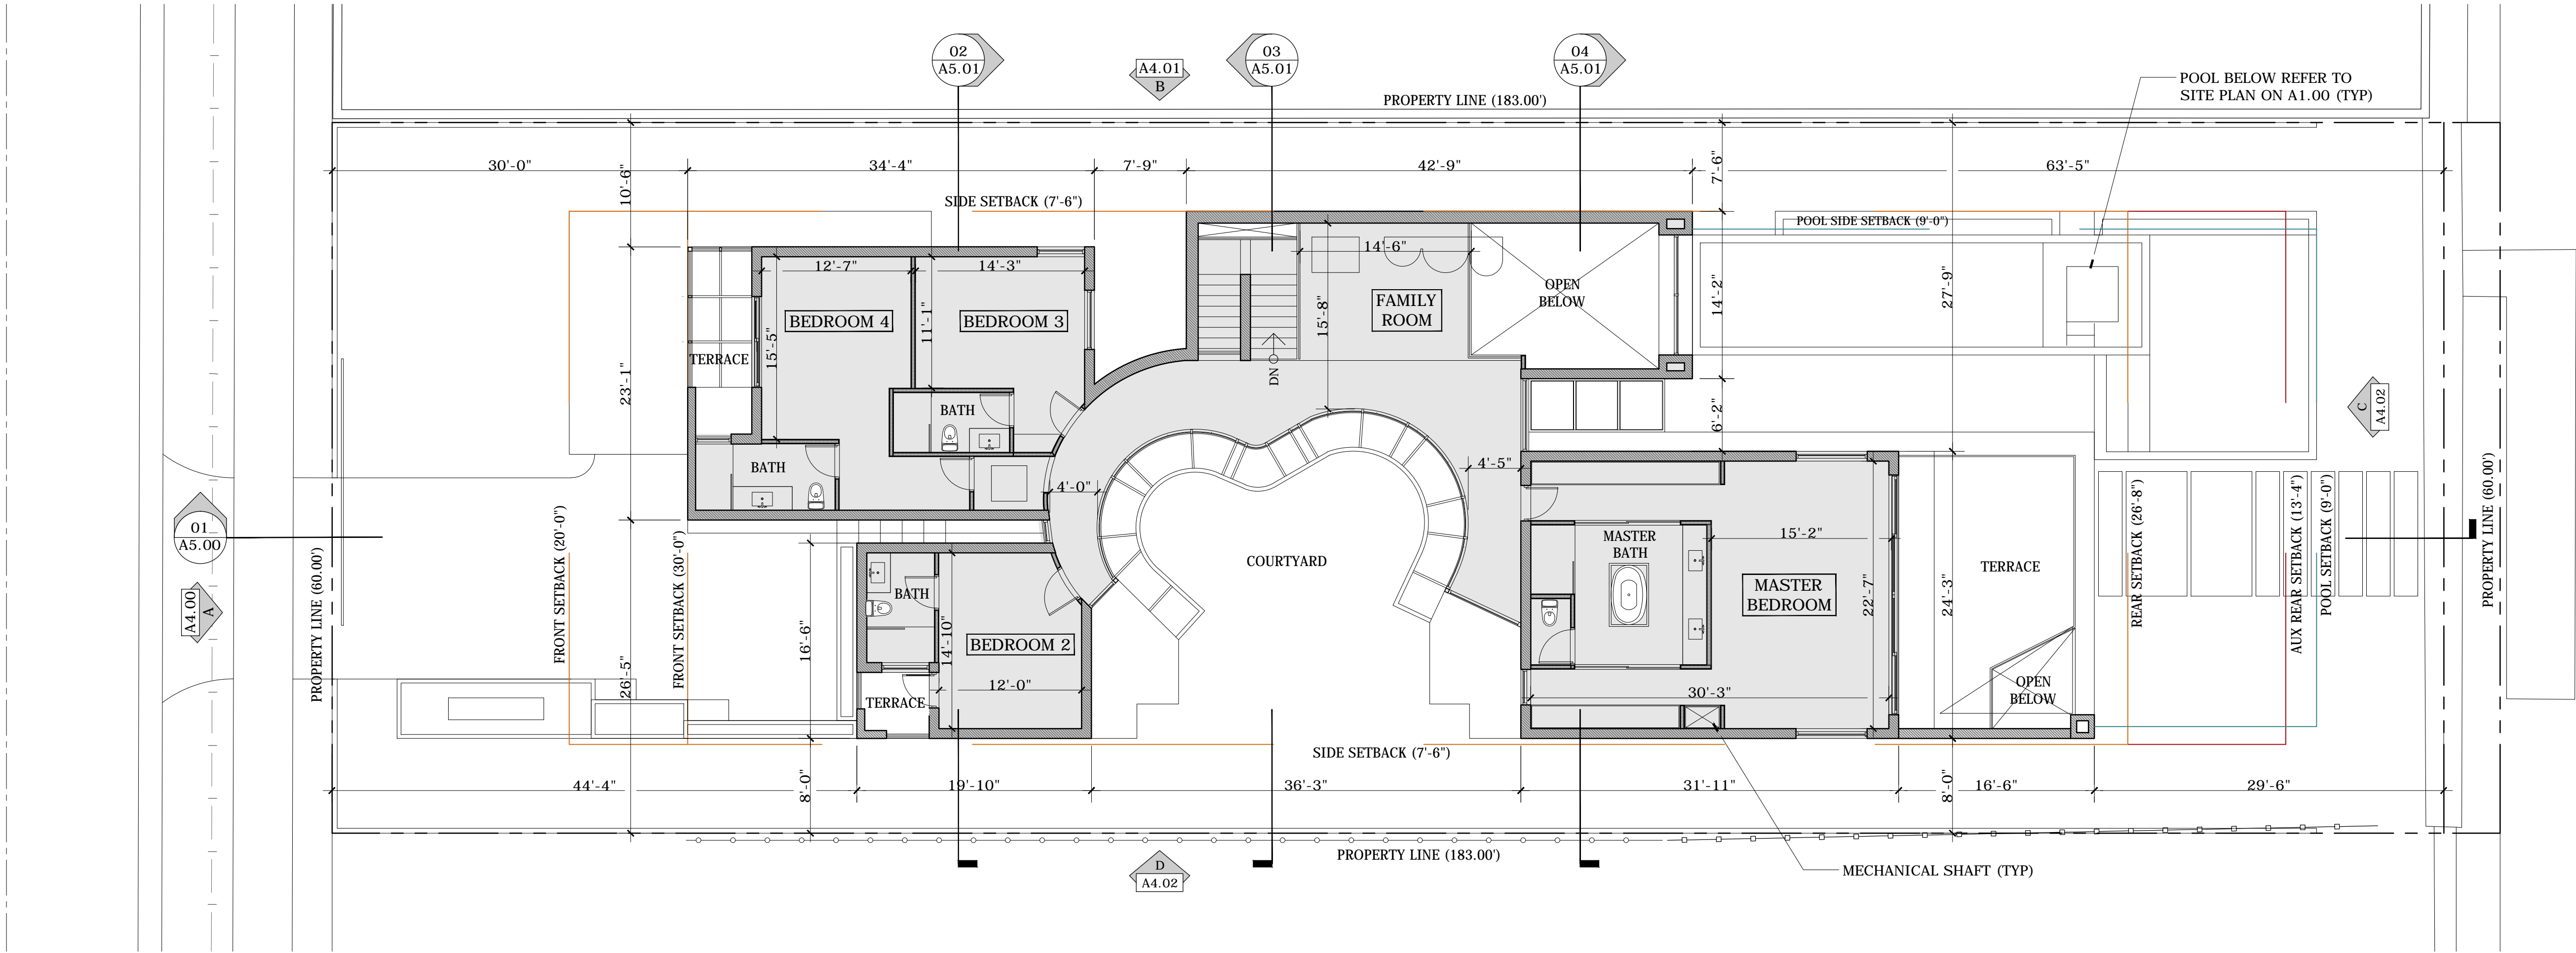 02
A5.01
A4.01
B
03
A5.01
04
A5.01
POOL BELOW REFER TO
SITE PLAN ON A1.00 (TYP)
PROPERTY LINE (183.00')
30'-0"
34'-4"
7'-9"
42'-9"
63'-5"
10'-6"
7'-6"
SIDE SETBACK (7'-6")
POOL SIDE SETBACK (9'-0")
12'-7"
14'-3"
14'-6"
OPEN
BELOW
14'-2"
27'-9"
BEDROOM 4
BEDROOM 3
11'-1"
15'-5"
FAMILY
ROOM
15'-8"
TERRACE
23'-1"
DN
BATH
6'-2"
C
A4.02
BATH
4'-0"
4'-5"
01
A5.00
A4.00
A
PROPERTY LINE (60.00')
FRONT SETBACK (20'-0")
FRONT SETBACK (30'-0")
COURTYARD
MASTER
BATH
15'-2"
MASTER
BEDROOM
22'-7"
24'-3"
TERRACE
REAR SETBACK (26'-8")
AUX REAR SETBACK (13'-4")
POOL SETBACK (9'-0")
PROPERTY LINE (60.00')
BATH
16'-6"
14'-10"
BEDROOM 2
12'-0"
TERRACE
26'-5"
30'-3"
OPEN
BELOW
SIDE SETBACK (7'-6")
44'-4"
8'-0"
19'-10"
36'-3"
31'-11"
8'-0"
16'-6"
29'-6"
PROPERTY LINE (183.00')
D
A4.02
MECHANICAL SHAFT (TYP)